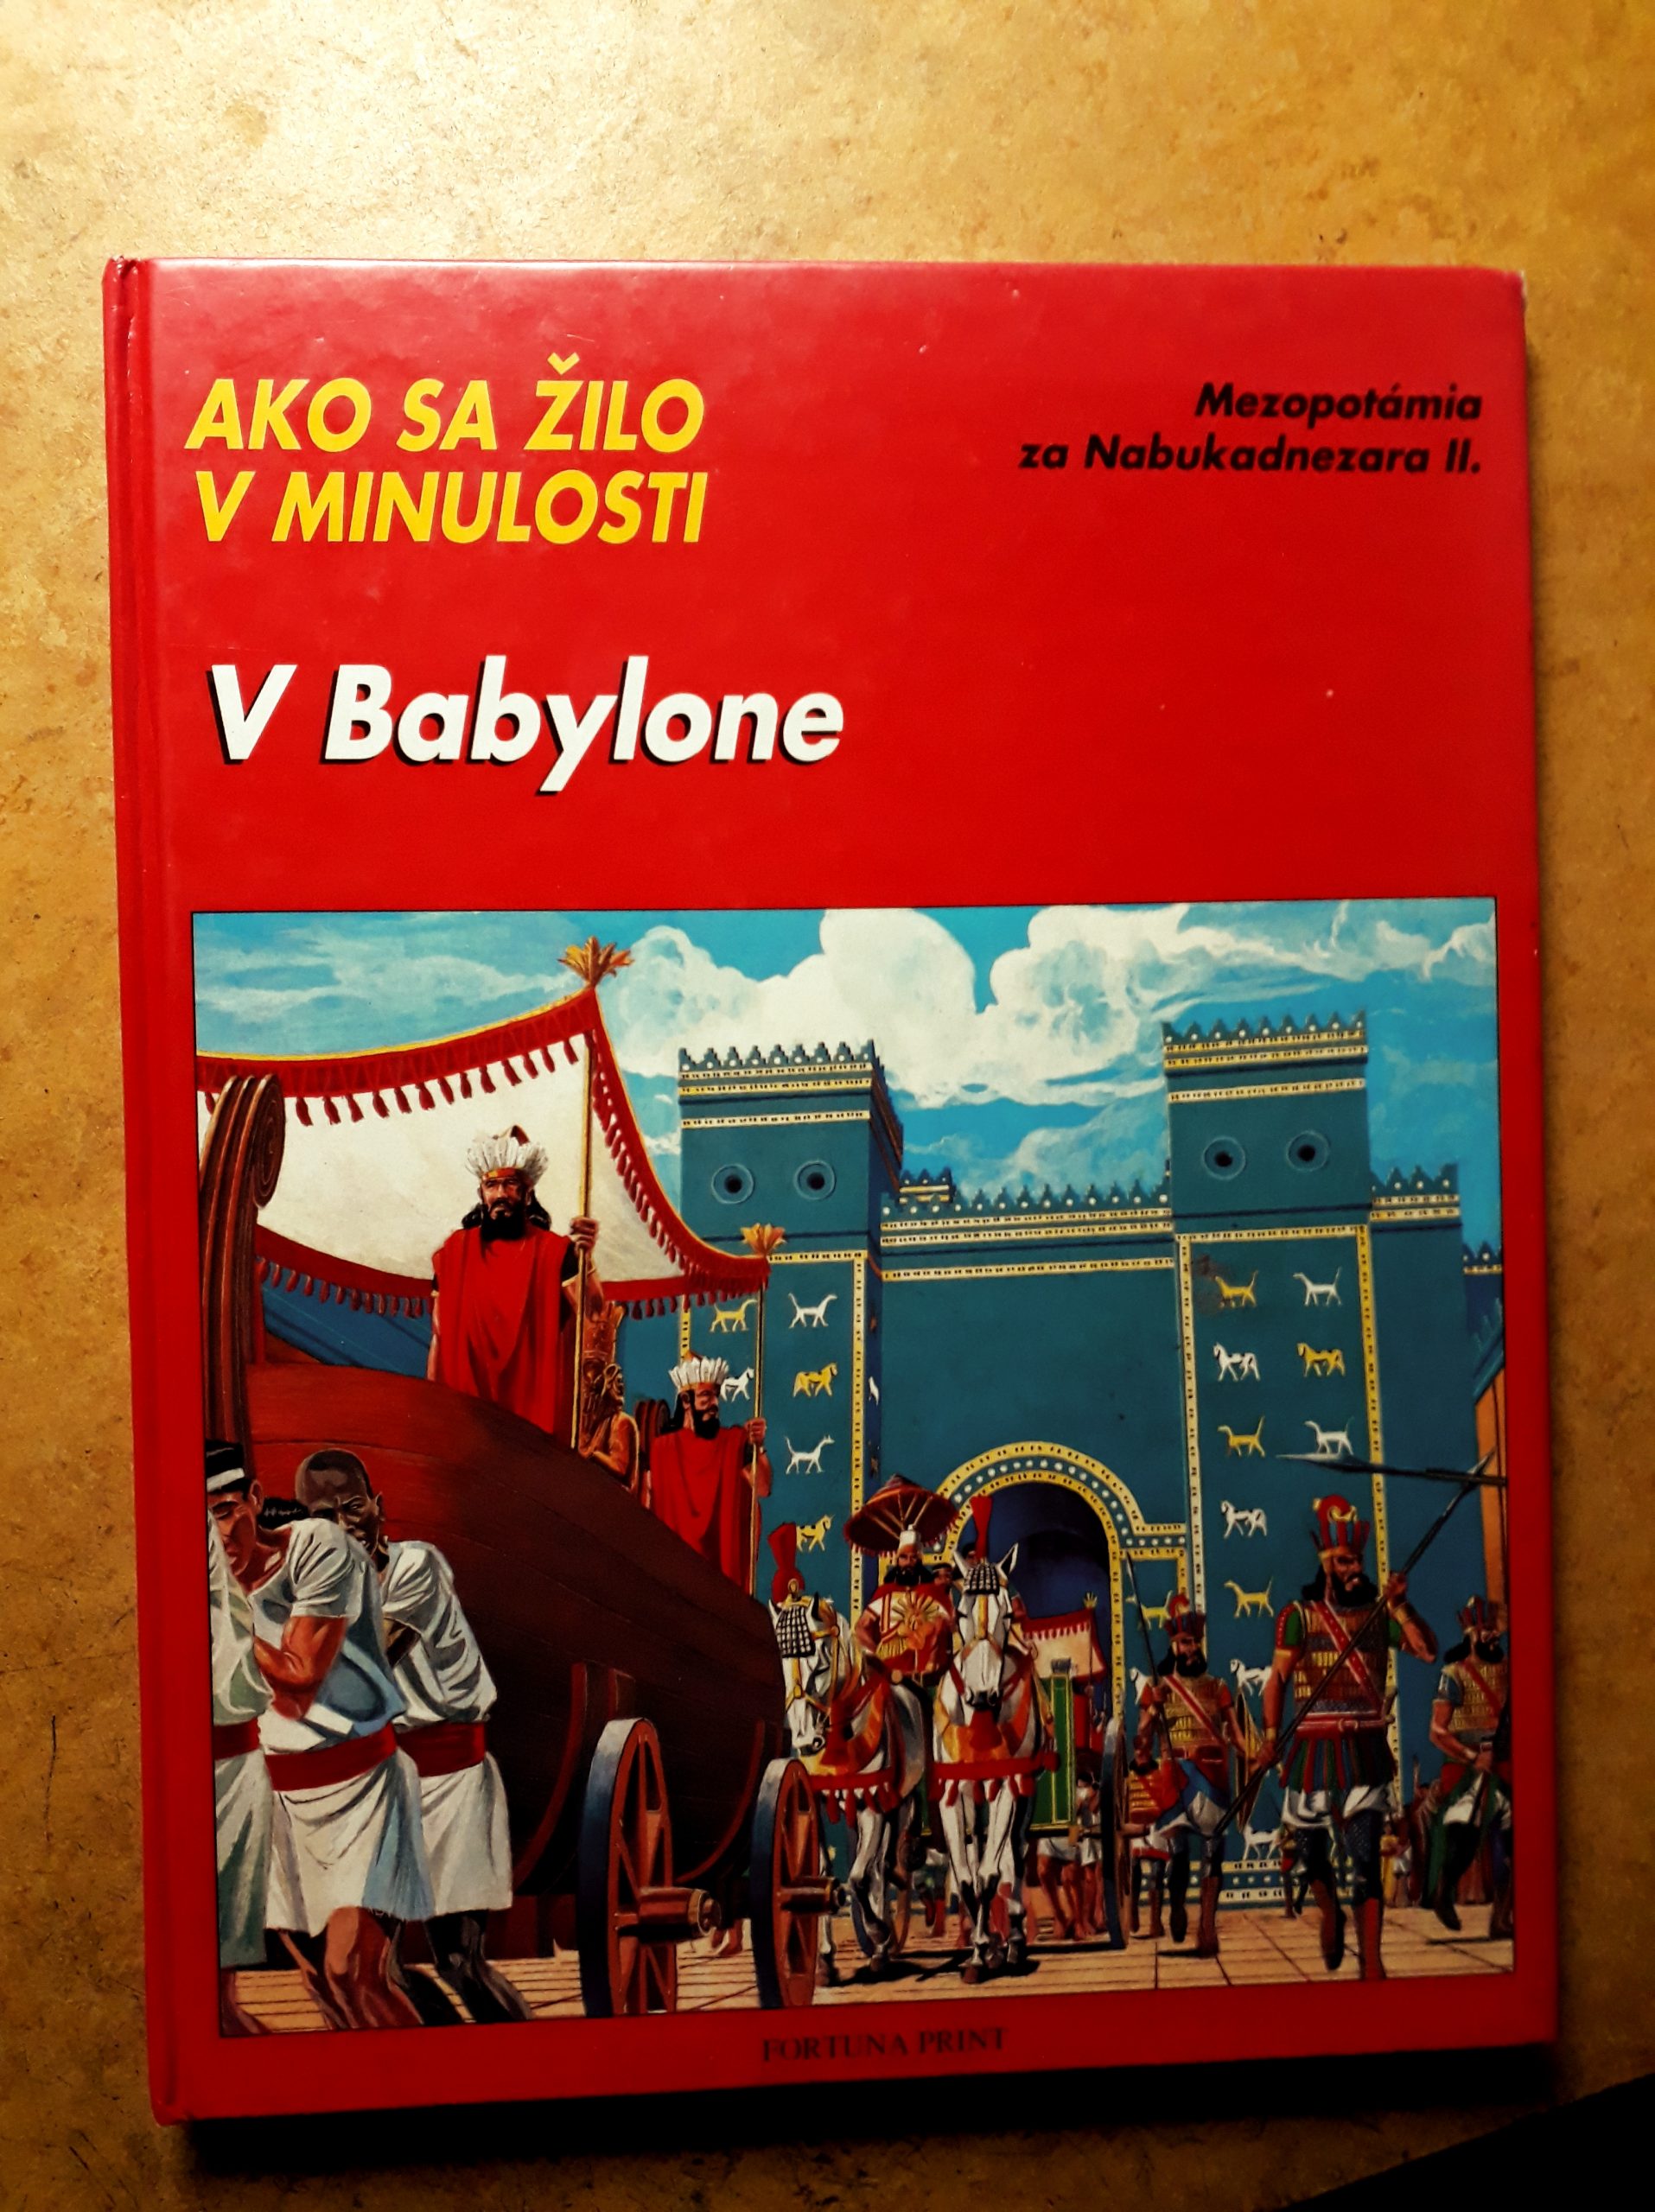 AKO SA ŽILO
V MINULOSTI
Mezopotámia
za Nabukadnezara II.
V Babylone
FORTUNA PRINT